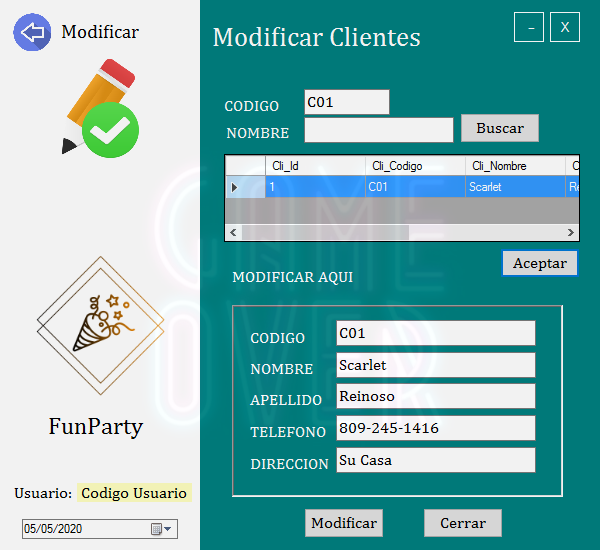 Modificar
Modificar Clientes
-
X
CODIGO C01
NOMBRE
Buscar
Cli_Id Cli_Codigo Cli_Nombre
1 C01 Scarlet
Aceptar
MODIFICAR AQUI
CODIGO C01
NOMBRE Scarlet
APELLIDO Reinoso
TELEFONO 809-245-1416
DIRECCION Su Casa
Modificar Cerrar
FunParty
Usuario: Codigo Usuario
05/05/2020
COME
OVER